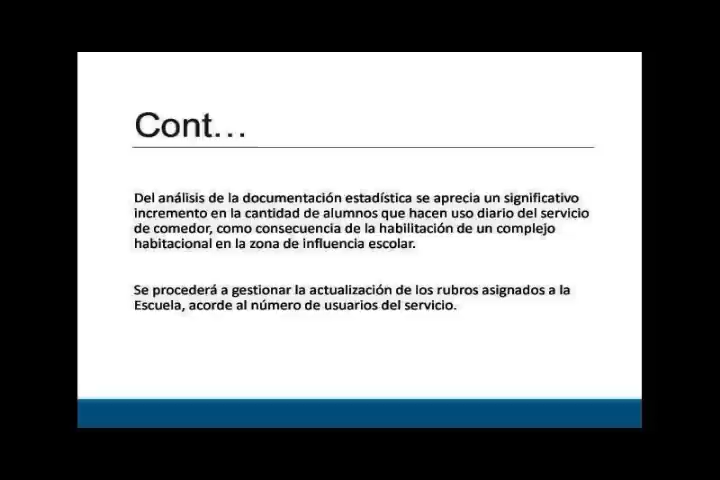 Cont...
Del análisis de la documentación estadística se aprecia un significativo
incremento en la cantidad de alumnos que hacen uso diario del servicio
de comedor, como consecuencia de la habilitación de un complejo
habitacional en la zona de influencia escolar.
Se procederá a gestionar la actualización de los rubros asignados a la
Escuela, acorde al número de usuarios del servicio.